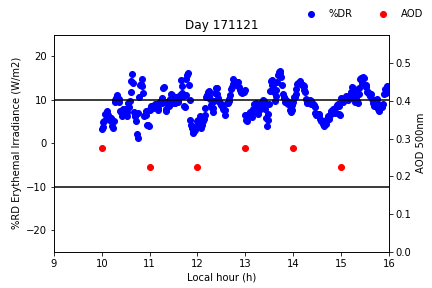 %DR AOD
Day 171121
%RD Erythermal Irradiance (W/m2)
20
10
0
−10
−20
0.5
0.4
0.3
0.2
0.1
0.0
AOD 500nm
9 10 11 12 13 14 15 16
Local hour (h)